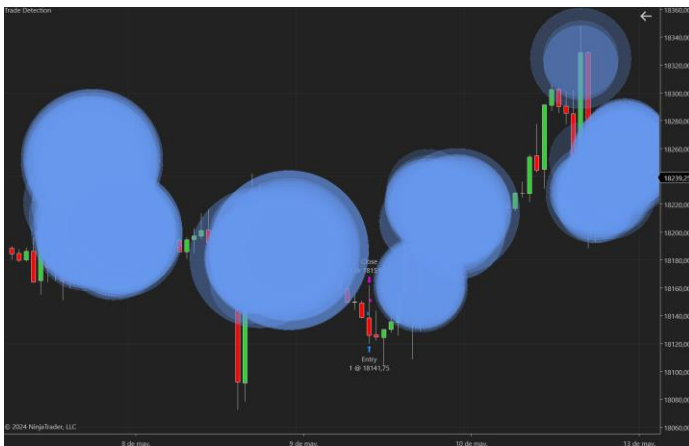 Trade Detection
18360,00
18340,00
18320,00
18300,00
18280,00
18260,00
18239,25
18220,00
18200,00
18180,00
18160,00
18140,00
18120,00
18100,00
18080,00
18060,00
Close
Entry
1 @ 18141,75
© 2024 NinjaTrader, LLC
8 de may.
9 de may.
10 de may.
13 de may.